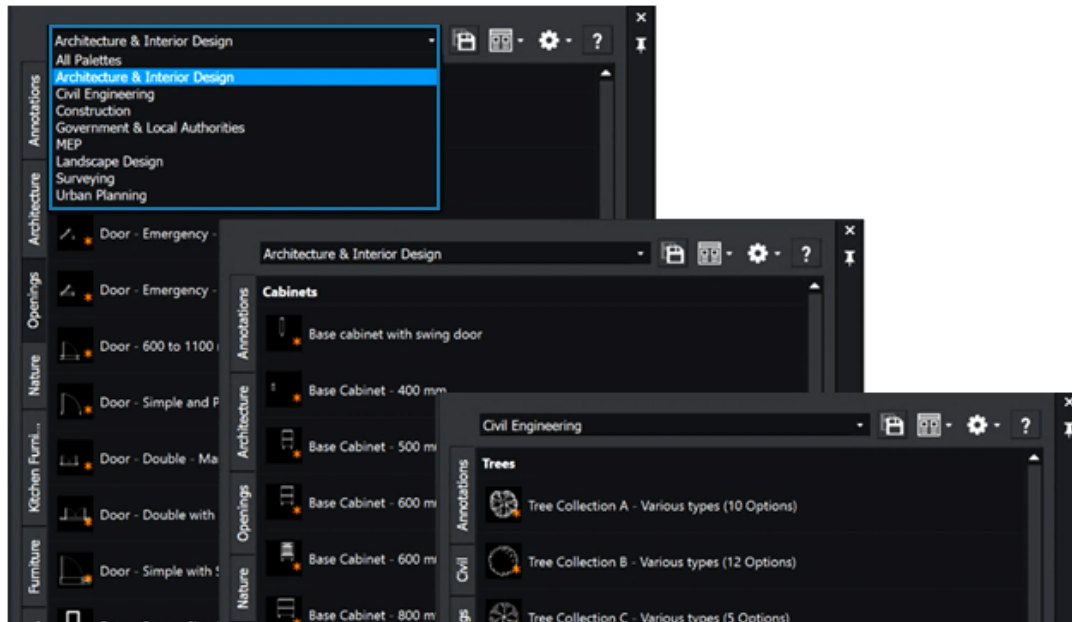 Architecture & Interior Design
All Palettes
Architecture & Interior Design
Civil Engineering
Construction
Government & Local Authorities
MEP
Landscape Design
Surveying
Urban Planning
Annotations
Architecture
Openings
Nature
Kitchen Furni...
Furniture
Door - Emergency -
Door - Emergency -
Door - 600 to 1100
Door - Simple and P
Door - Double - Ma
Door - Double with
Door - Simple with
?
Architecture & Interior Design
?
Annotations
Architecture
Openings
Nature
Cabinets
Base cabinet with swing door
Base Cabinet - 400 mm
Base Cabinet - 500 m
Base Cabinet - 600 m
Base Cabinet - 600 m
Base Cabinet - 800 m
Civil Engineering
?
Annotations
Civil
Trees
Tree Collection A - Various types (10 Options)
Tree Collection B - Various types (12 Options)
Tree Collection C - Various types (5 Options)